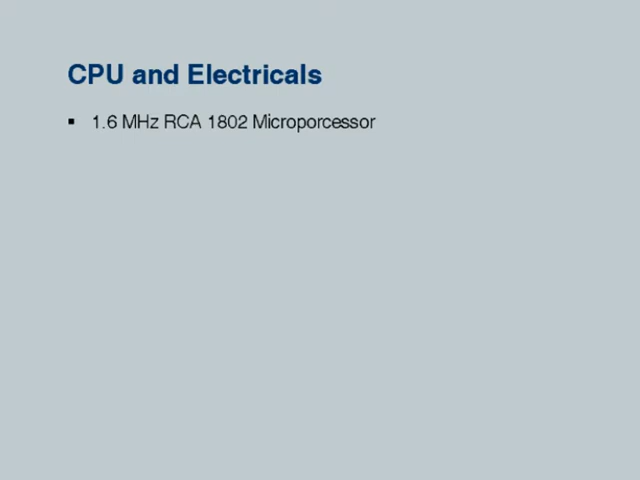 CPU and Electricals
▪ 1.6 MHz RCA 1802 Microporcessor